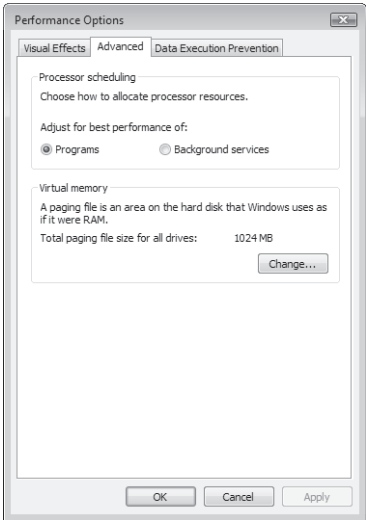 Performance Options
Visual Effects Advanced Data Execution Prevention
Processor scheduling
Choose how to allocate processor resources.
Adjust for best performance of:
Programs Background services
Virtual memory
A paging file is an area on the hard disk that Windows uses as
if it were RAM.
Total paging file size for all drives: 1024 MB
Change...
OK Cancel Apply